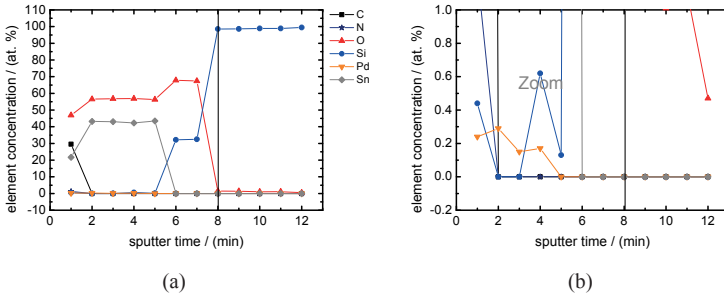 110
100
90
80
70
60
50
40
30
20
10
0
-10
element concentration / (at. %)
0 2 4 6 8 10 12
sputter time / (min)
C
N
O
Si
Pd
Sn
(a)
1.0
0.8
0.6
0.4
0.2
0.0
-0.2
element concentration / (at. %)
Zoom
0 2 4 6 8 10 12
sputter time / (min)
(b)